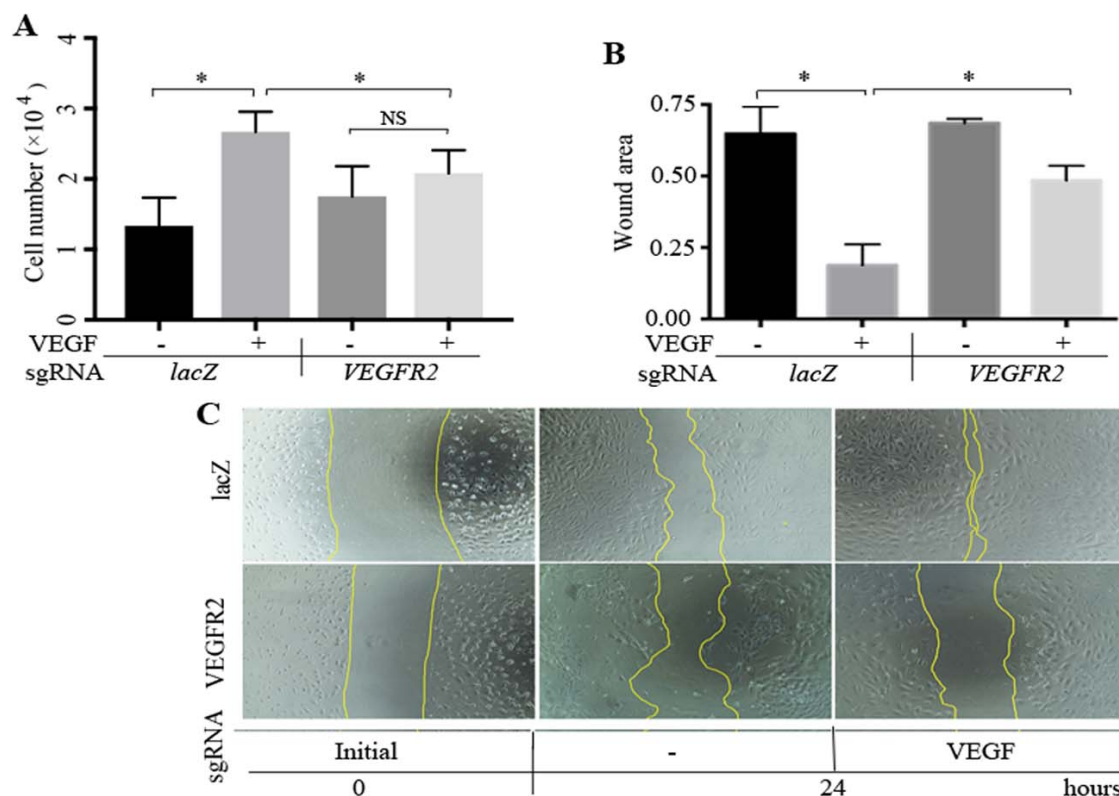 A
Cell number (×10⁴)
4
3
2
1
0
*
*
NS
VEGF - + - +
sgRNA lacZ VEGFR2
B
Wound area
0.75
0.50
0.25
0.00
*
*
VEGF - + - +
sgRNA lacZ VEGFR2
C
lacZ
VEGFR2
sgRNA
Initial - VEGF
0 24 hours